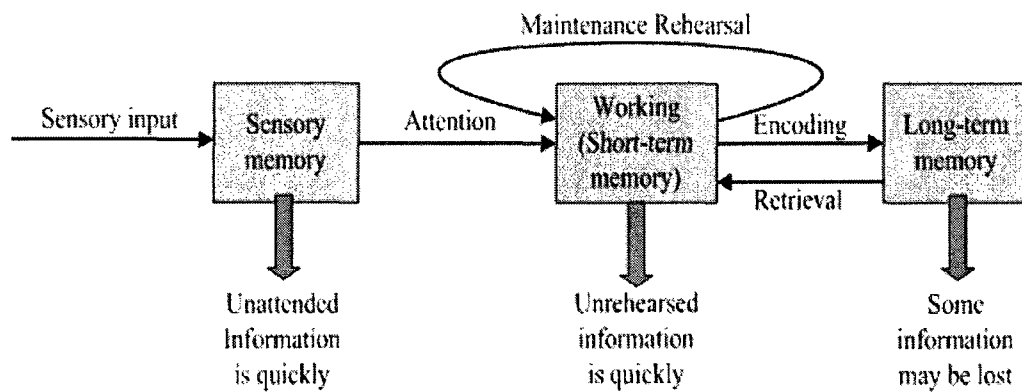 Maintenance Rehearsal
Sensory input
Sensory
memory
Attention
Working
(Short-term
memory)
Encoding
Retrieval
Long-term
memory
Unattended
Information
is quickly
Unrehearsed
information
is quickly
Some
information
may be lost